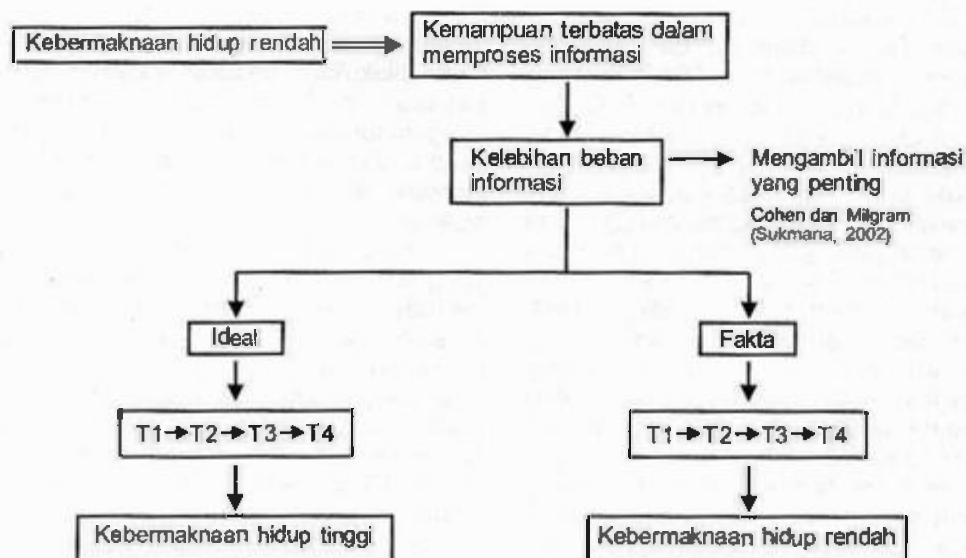 Kebermaknaan hidup rendah
Kemampuan terbatas dalam
memproses informasi
Kelebihan beban
informasi
Mengambil informasi
yang penting
Cohen dan Milgram
(Sukmana, 2002)
Ideal
Fakta
T1→T2→T3→T4
T1→T2→T3→T4
Kebermaknaan hidup tinggi
Kebermaknaan hidup rendah